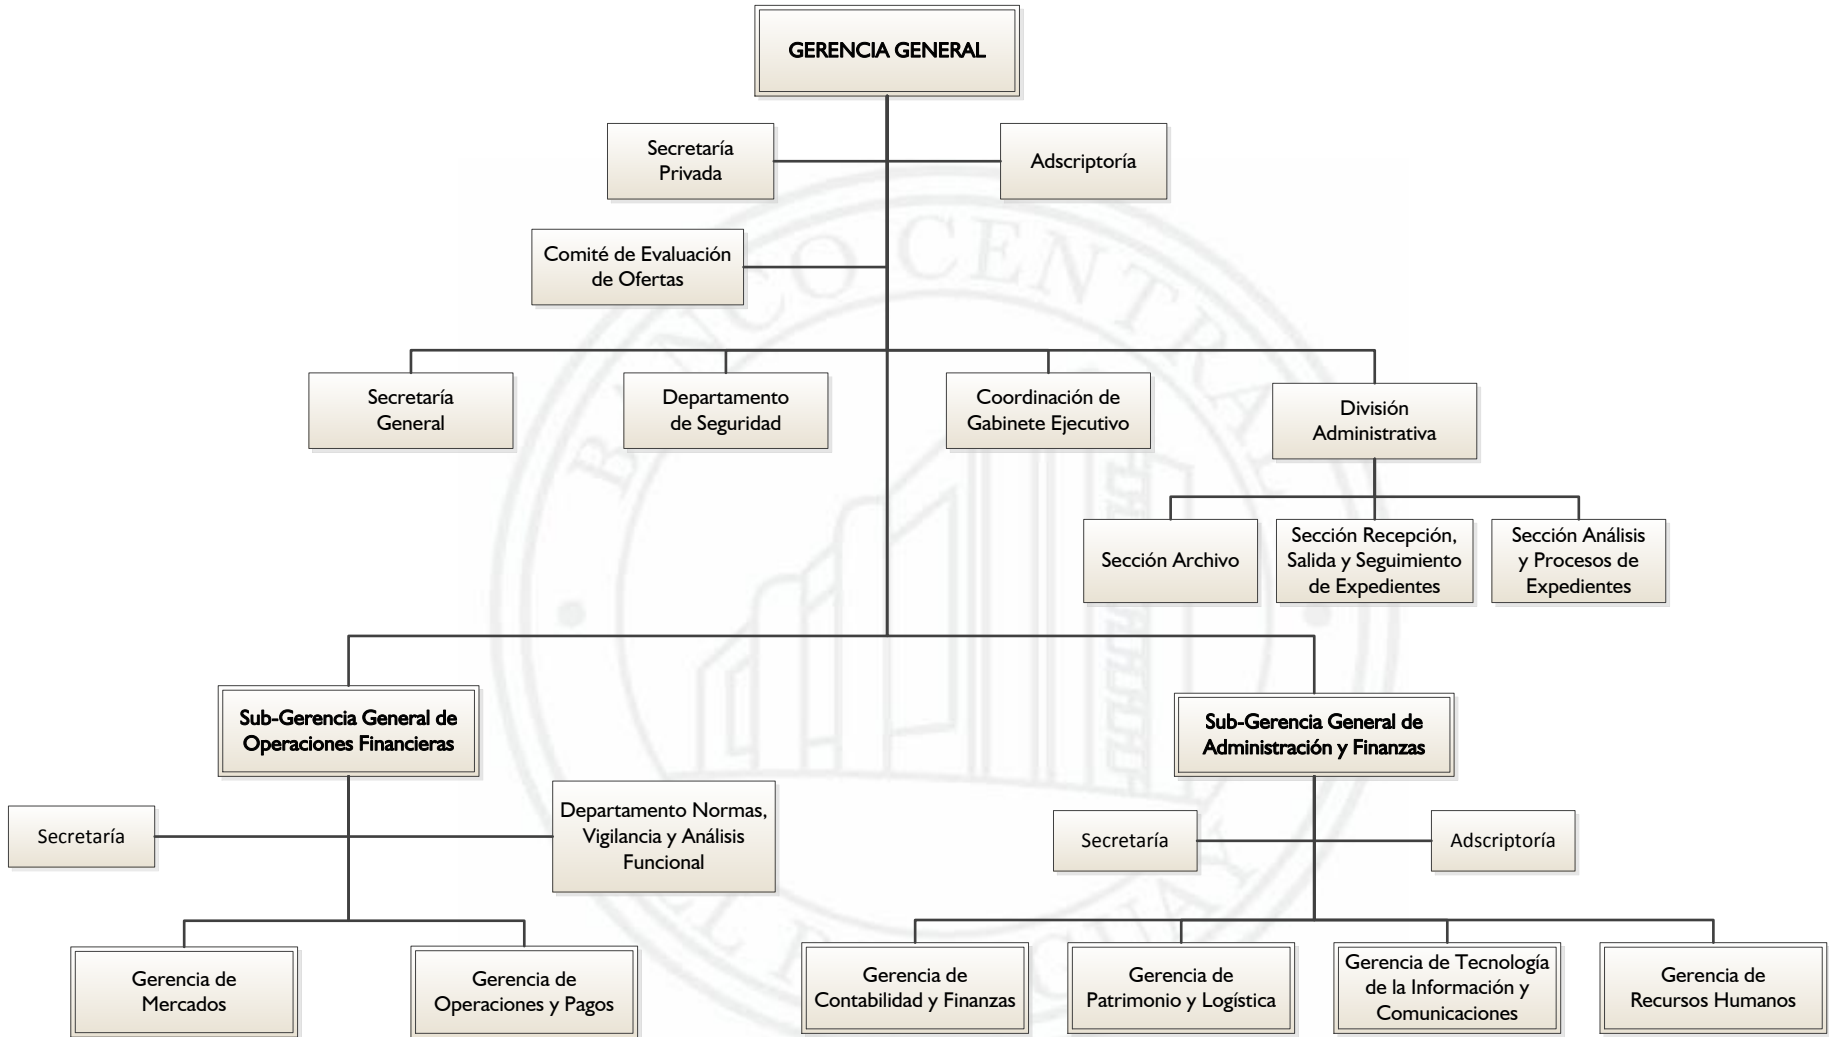 GERENCIA GENERAL
Secretaría
Privada
Adscriptoría
Comité de Evaluación
de Ofertas
Secretaría
General
Departamento
de Seguridad
Coordinación de
Gabinete Ejecutivo
División
Administrativa
Sección Archivo
Sección Recepción,
Salida y Seguimiento
de Expedientes
Sección Análisis
y Procesos de
Expedientes
Sub-Gerencia General de
Operaciones Financieras
Sub-Gerencia General de
Administración y Finanzas
Secretaría
Departamento Normas,
Vigilancia y Análisis
Funcional
Secretaría
Adscriptoría
Gerencia de
Mercados
Gerencia de
Operaciones y Pagos
Gerencia de
Contabilidad y Finanzas
Gerencia de
Patrimonio y Logística
Gerencia de Tecnología
de la Información y
Comunicaciones
Gerencia de
Recursos Humanos
BANCO CENTRAL